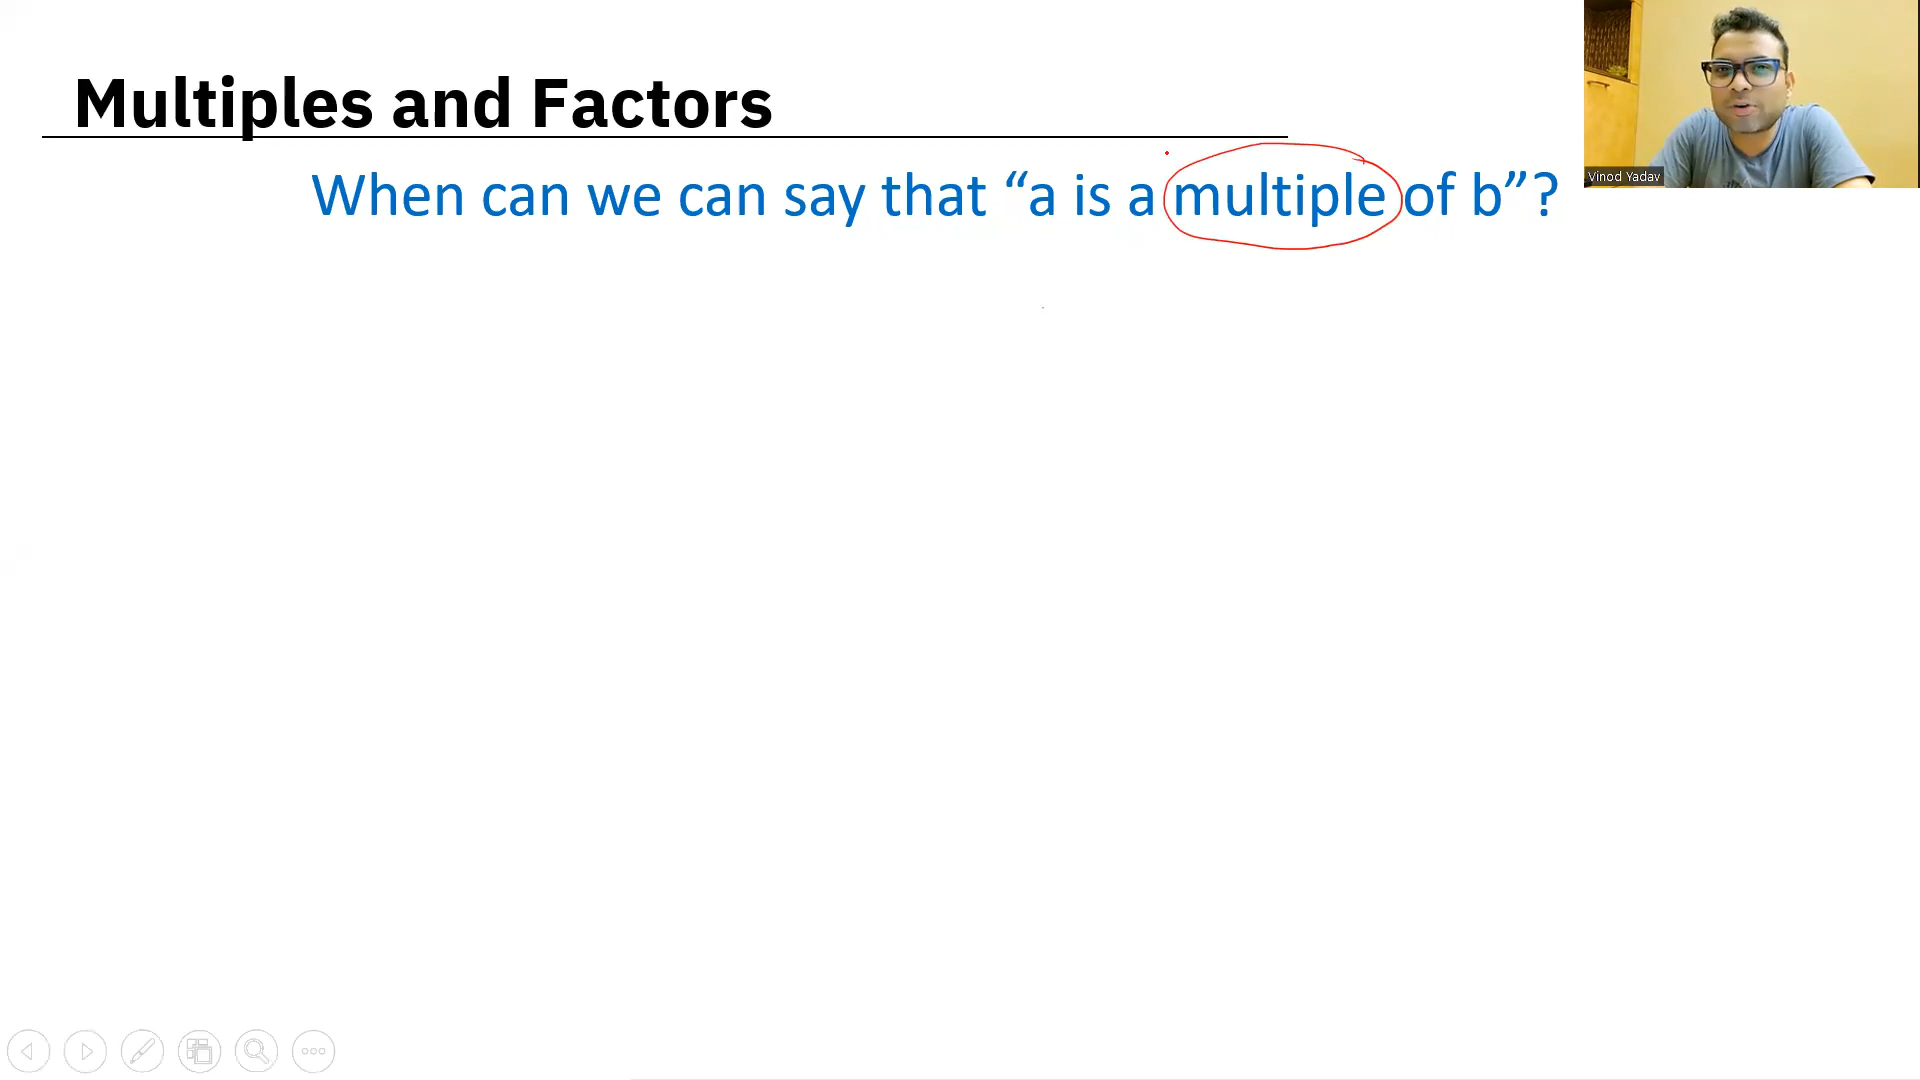 Multiples and Factors
When can we can say that “a is a multiple of b”?
Vinod Yadav